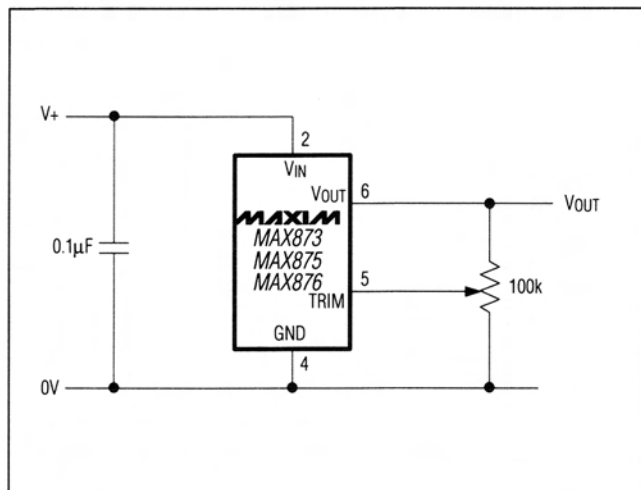 V+
2
VIN
VOUT
6
VOUT
MAXIM
MAX873
MAX875
MAX876
0.1µF
5
TRIM
100k
GND
4
0V